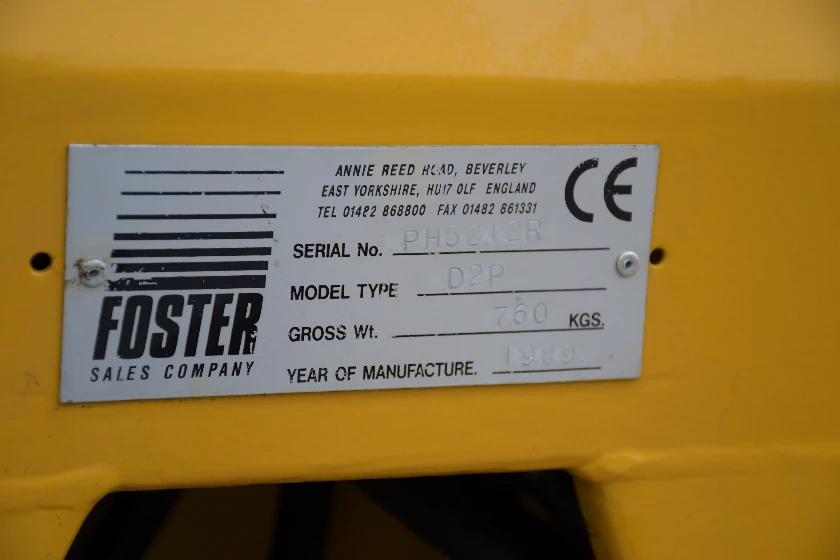 FOSTER
SALES COMPANY
ANNIE REED ROAD, BEVERLEY
EAST YORKSHIRE, HU17 0LF ENGLAND
TEL 01482 868800 FAX 01482 861331
CE
SERIAL No.
MODEL TYPE D2P
GROSS Wt. 760 KGS.
YEAR OF MANUFACTURE.